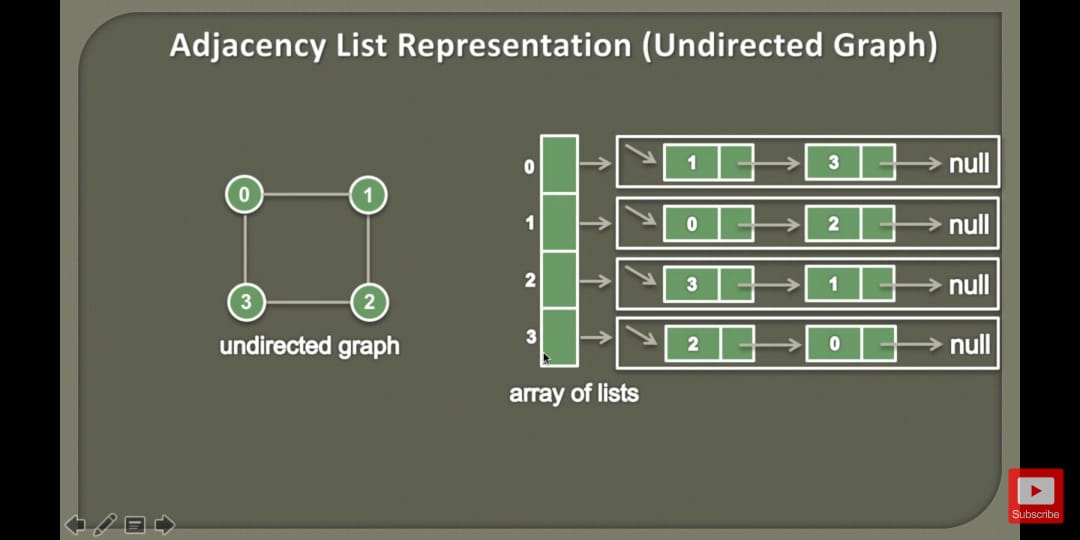 Adjacency List Representation (Undirected Graph)
0 1
3 2
undirected graph
0 1 3 null
1 0 2 null
2 3 1 null
3 2 0 null
array of lists
Subscribe